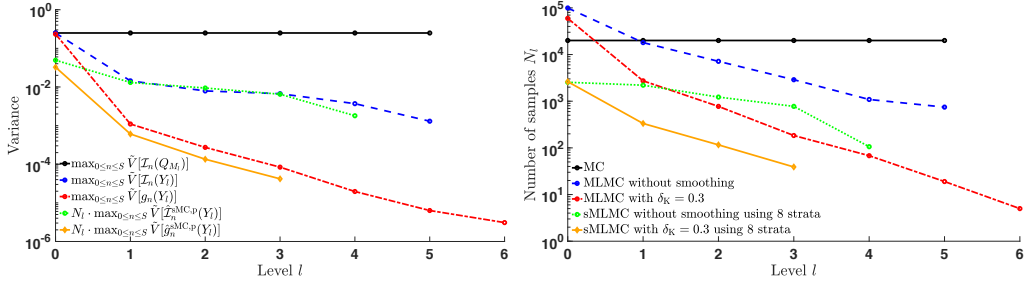 10^0
10^-2
10^-4
10^-6
Variance
max_{0≤n≤S} Ṽ[I_n(Q_{M_l})]
max_{0≤n≤S} Ṽ[I_n(Y_l)]
max_{0≤n≤S} Ṽ[g_n(Y_l)]
N_l · max_{0≤n≤S} Ṽ[Î_n^{sMC,p}(Y_l)]
N_l · max_{0≤n≤S} Ṽ[ĝ_n^{sMC,p}(Y_l)]
0 1 2 3 4 5 6
Level l
10^5
10^4
10^3
10^2
10^1
10^0
Number of samples N_l
MC
MLMC without smoothing
MLMC with δ_K = 0.3
sMLMC without smoothing using 8 strata
sMLMC with δ_K = 0.3 using 8 strata
0 1 2 3 4 5 6
Level l